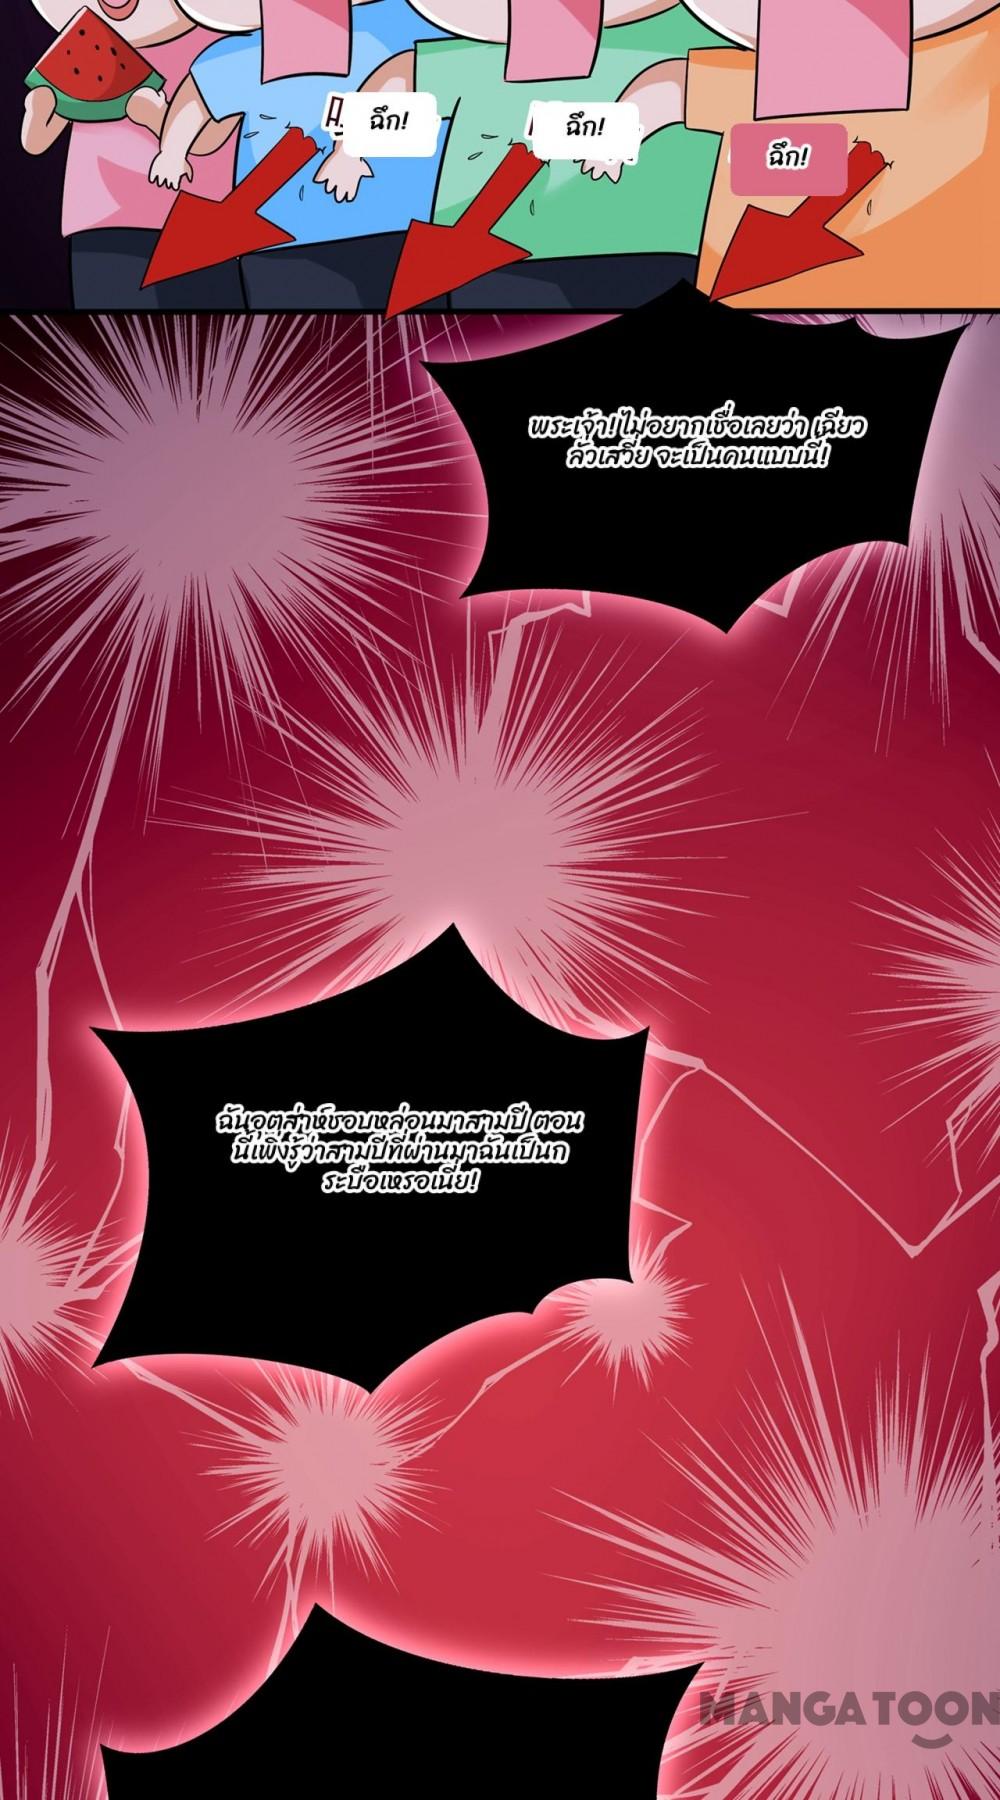 ฉึก!
ฉึก!
ฉึก!
พระเจ้า!ไม่อยากเชื่อเลยว่า เฉียว
ลั่วเสวี่ย จะเป็นคนแบบนี้!
ฉันอุตส่าห์ชอบหล่อนมาสามปี ตอน
นี้เพิ่งรู้ว่าสามปีที่ผ่านมาฉันเป็นก
ระบือเหรอเนี่ย!
MANGATOON